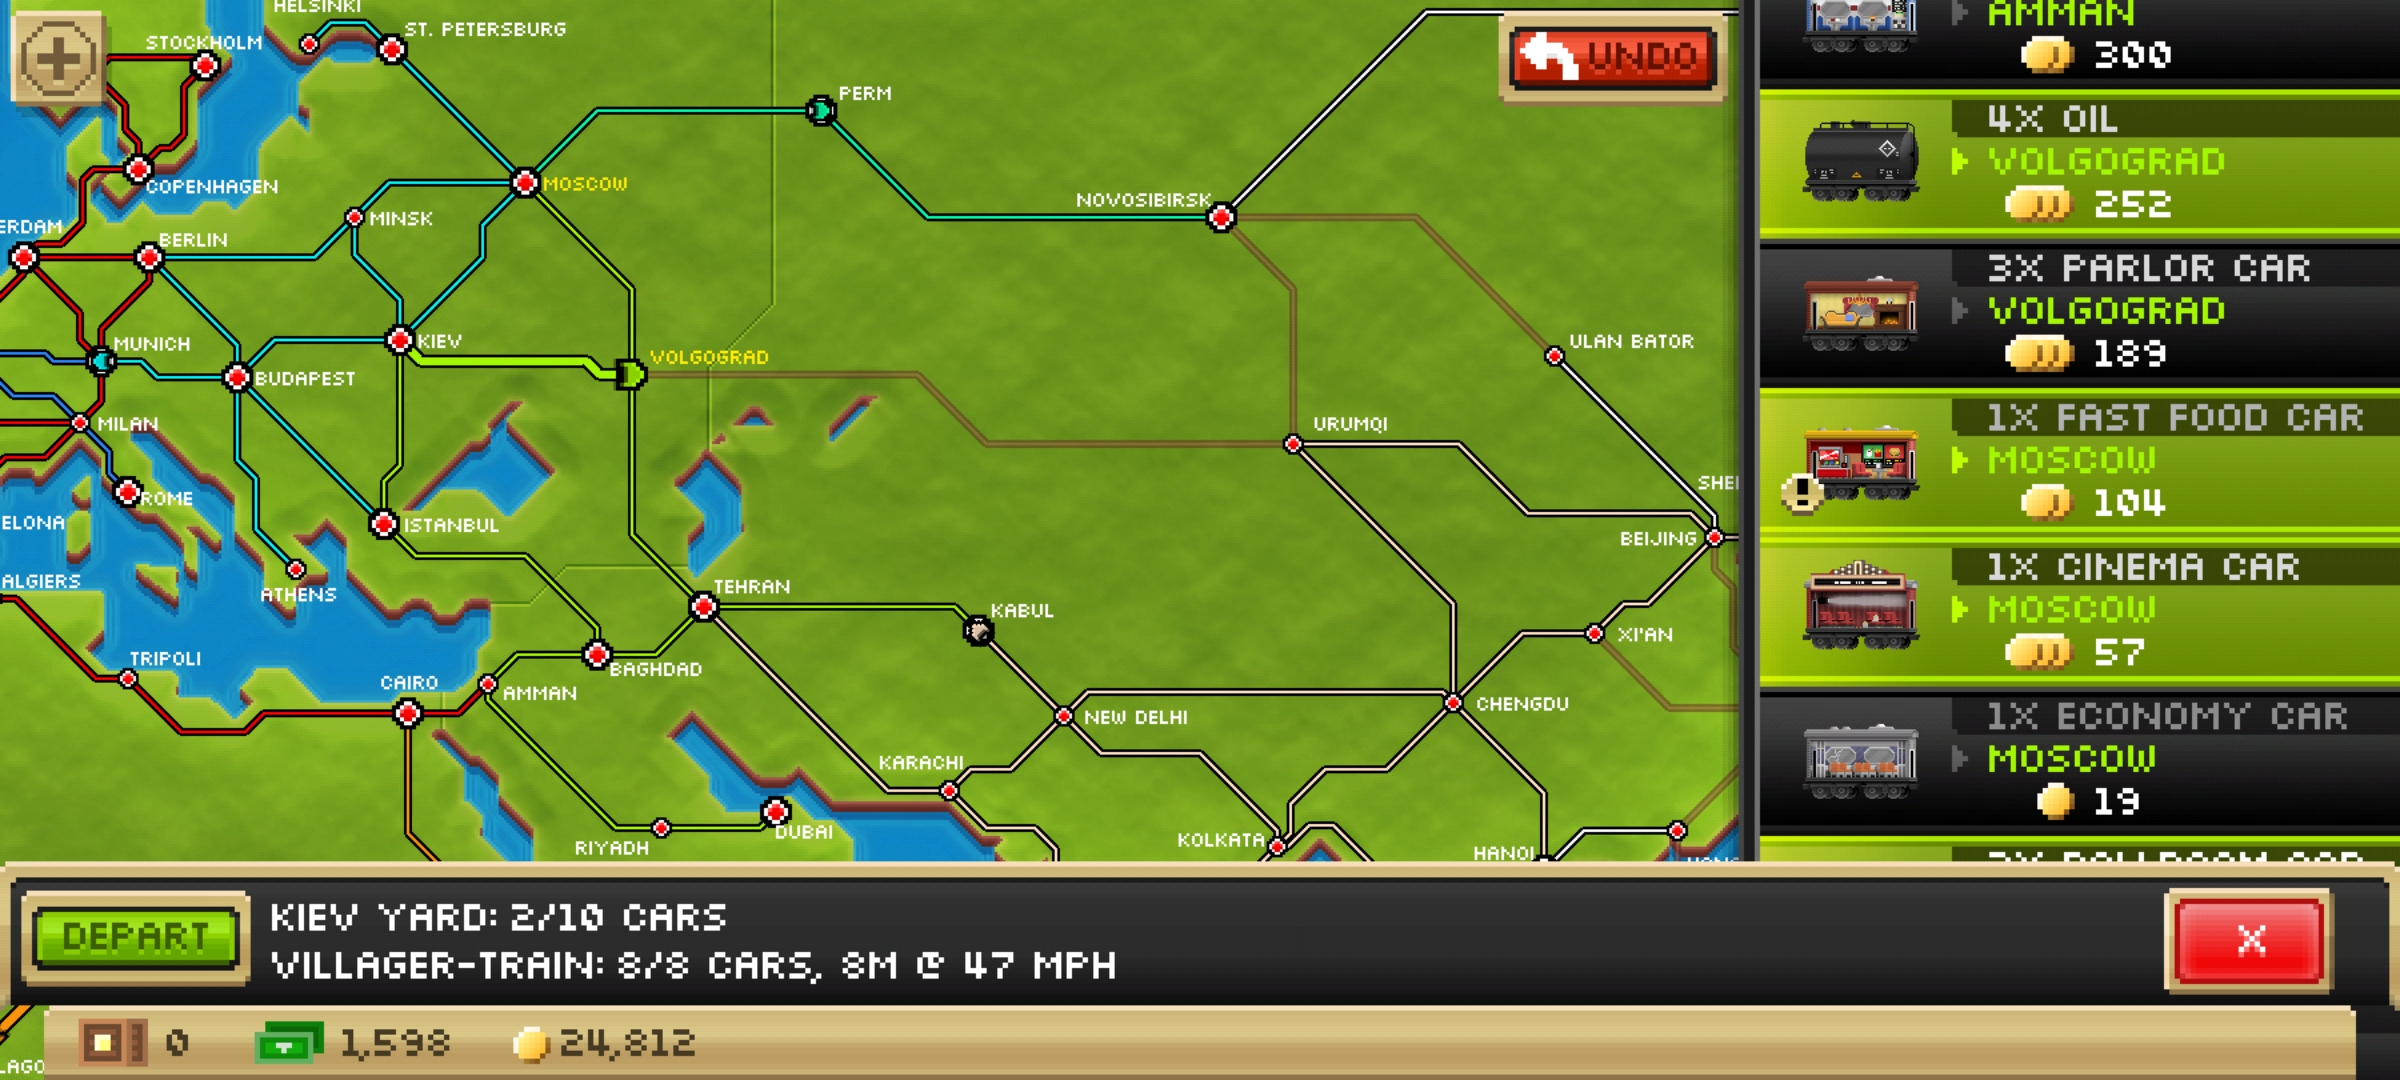 HELSINKI
ST. PETERSBURG
STOCKHOLM
UNDO
PERM
COPENHAGEN
MOSCOW
NOVOSIBIRSK
MINSK
ERDAM
BERLIN
MUNICH
KIEV
ULAN BATOR
VOLGOGRAD
BUDAPEST
MILAN
URUMQI
ROME
SHE
ELONA
ISTANBUL
BEIJING
ALGIERS
ATHENS
TEHRAN
KABUL
XI'AN
TRIPOLI
BAGHDAD
CAIRO
AMMAN
CHENGDU
NEW DELHI
KARACHI
DUBAI
RIYADH
KOLKATA
HANOI
AMMAN
300
4X OIL
VOLGOGRAD
252
3X PARLOR CAR
VOLGOGRAD
189
1X FAST FOOD CAR
MOSCOW
104
1X CINEMA CAR
MOSCOW
57
1X ECONOMY CAR
MOSCOW
19
DEPART
KIEV YARD: 2/10 CARS
VILLAGER-TRAIN: 8/8 CARS, 8M @ 47 MPH
X
0
1,598
24,812
LAGO